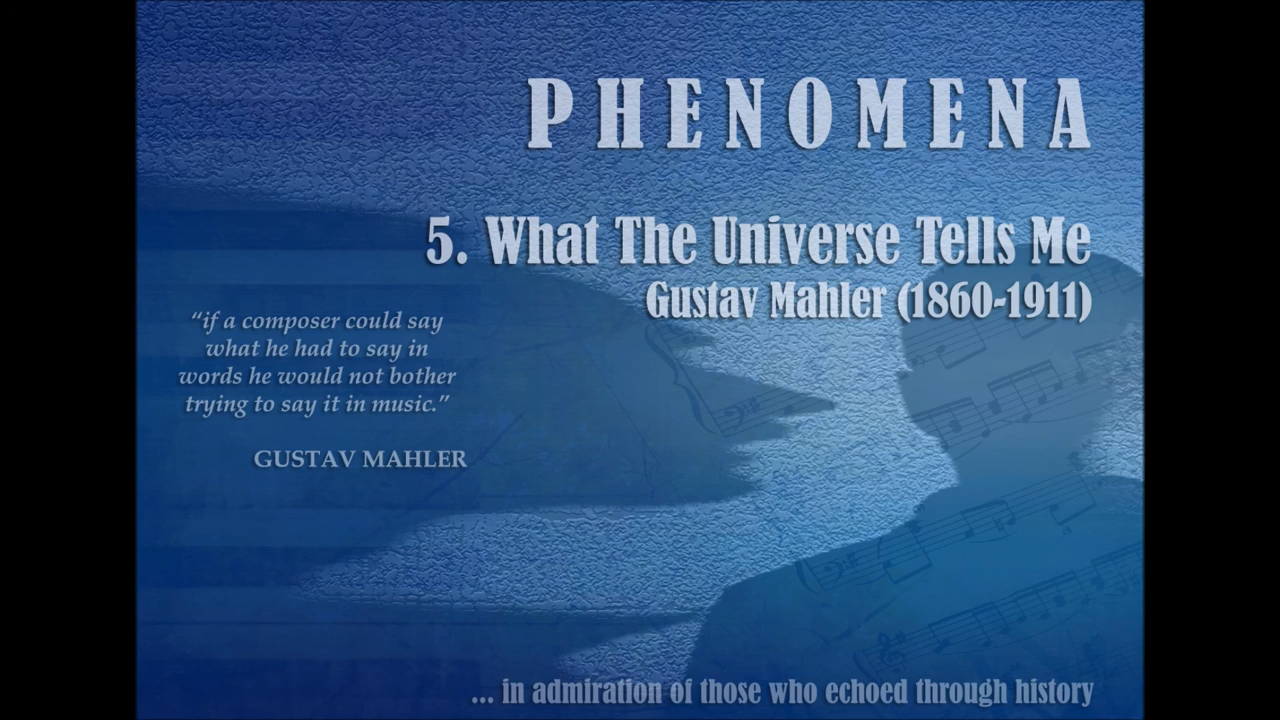 PHENOMENA
5. What The Universe Tells Me
Gustav Mahler (1860-1911)
“if a composer could say
what he had to say in
words he would not bother
trying to say it in music.”
GUSTAV MAHLER
... in admiration of those who echoed through history